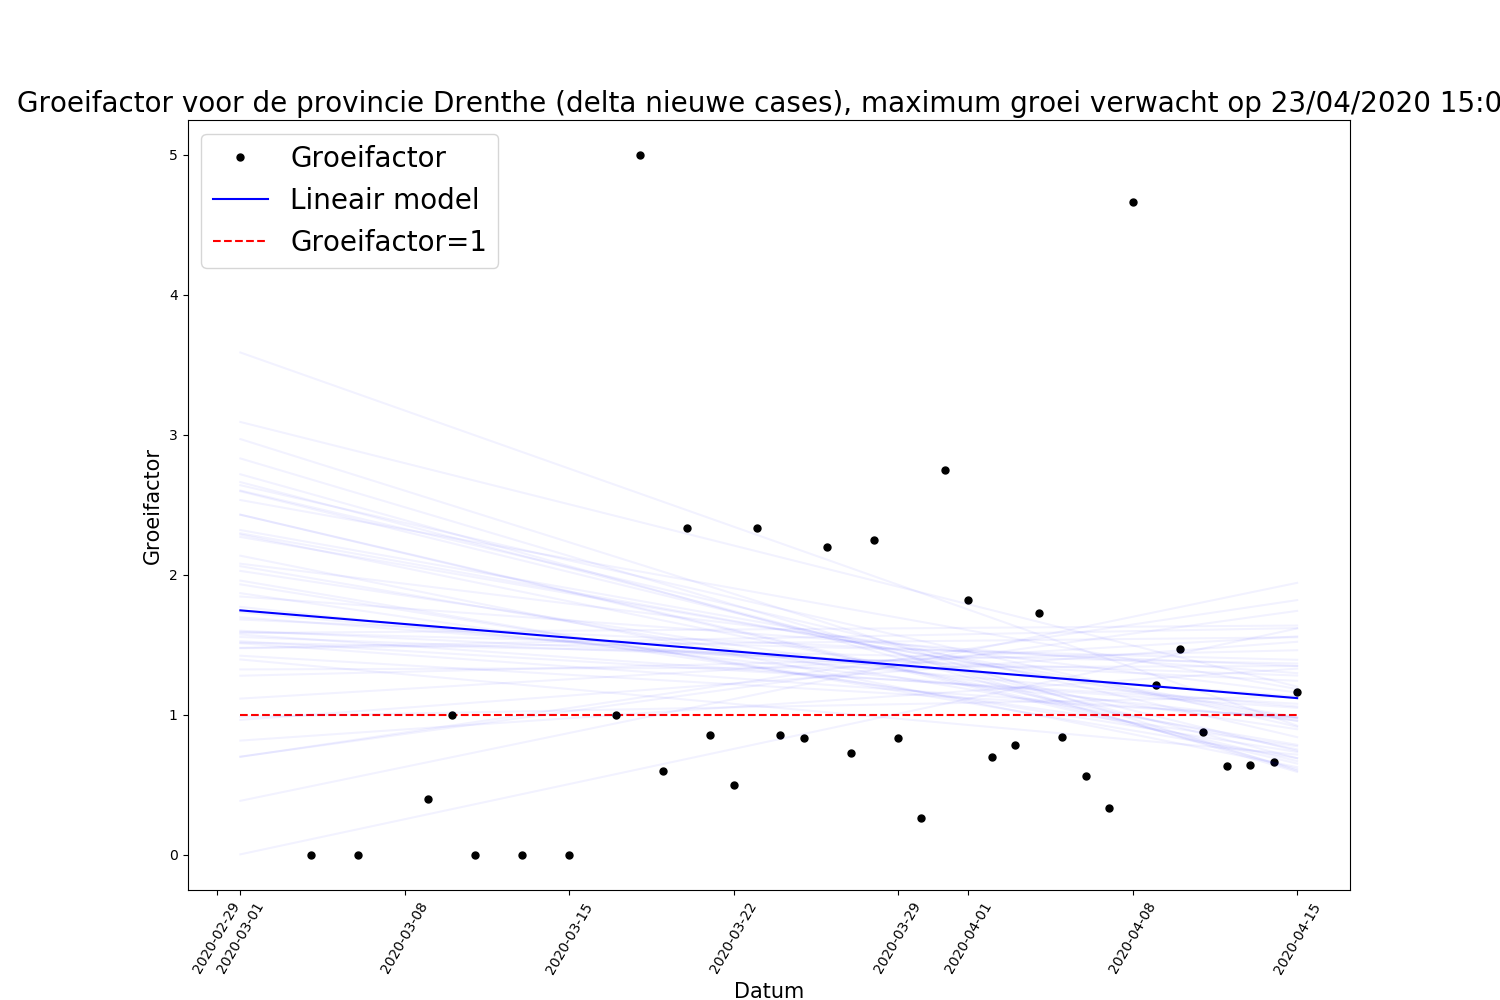 Groeifactor voor de provincie Drenthe (delta nieuwe cases), maximum groei verwacht op 23/04/2020 15:0
Groeifactor
Lineair model
Groeifactor=1
5
4
3
2
1
0
Groeifactor
2020-02-29
2020-03-01
2020-03-08
2020-03-15
2020-03-22
2020-03-29
2020-04-01
2020-04-08
2020-04-15
Datum